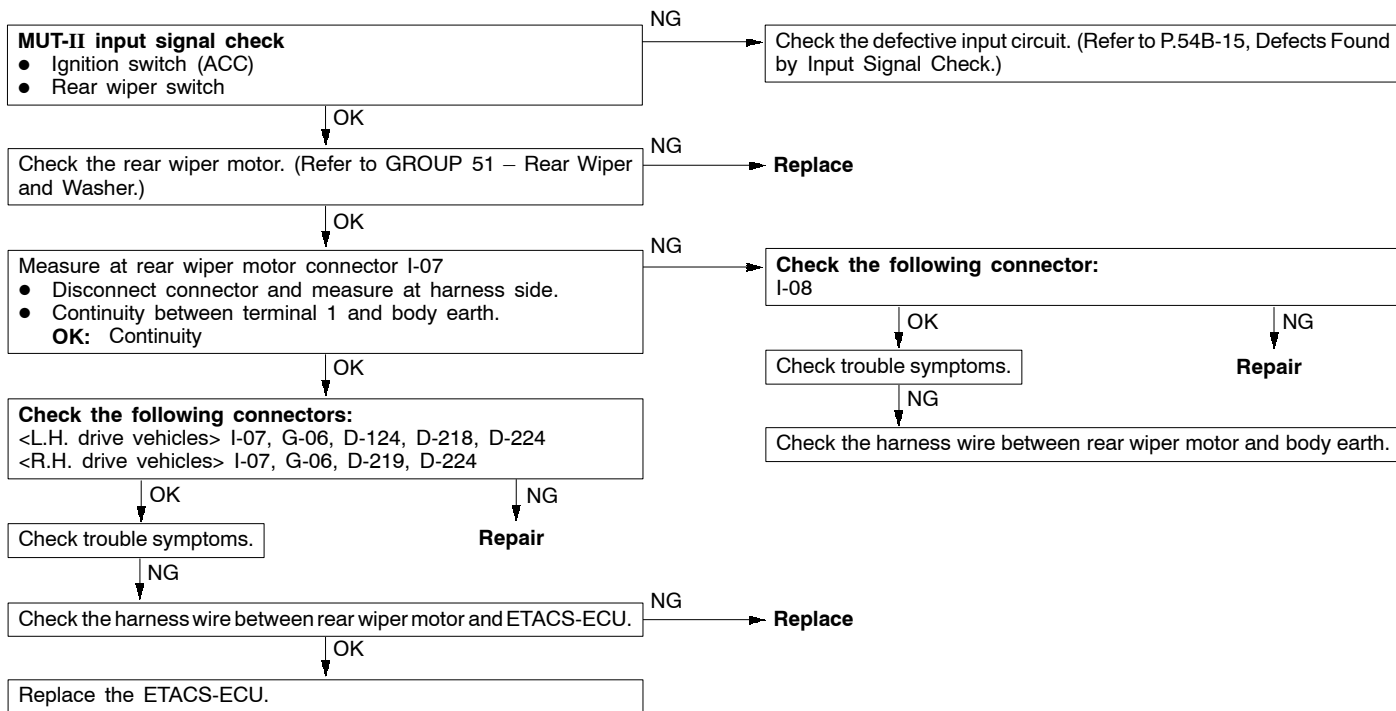 NG
MUT-II input signal check
● Ignition switch (ACC)
● Rear wiper switch
Check the defective input circuit. (Refer to P.54B-15, Defects Found
by Input Signal Check.)
OK
Check the rear wiper motor. (Refer to GROUP 51 – Rear Wiper
and Washer.)
NG
Replace
OK
Measure at rear wiper motor connector I-07
● Disconnect connector and measure at harness side.
● Continuity between terminal 1 and body earth.
OK: Continuity
NG
Check the following connector:
I-08
OK
NG
Check trouble symptoms.
Repair
NG
Check the harness wire between rear wiper motor and body earth.
OK
Check the following connectors:
<L.H. drive vehicles> I-07, G-06, D-124, D-218, D-224
<R.H. drive vehicles> I-07, G-06, D-219, D-224
OK
NG
Check trouble symptoms.
Repair
NG
Check the harness wire between rear wiper motor and ETACS-ECU.
NG
Replace
OK
Replace the ETACS-ECU.